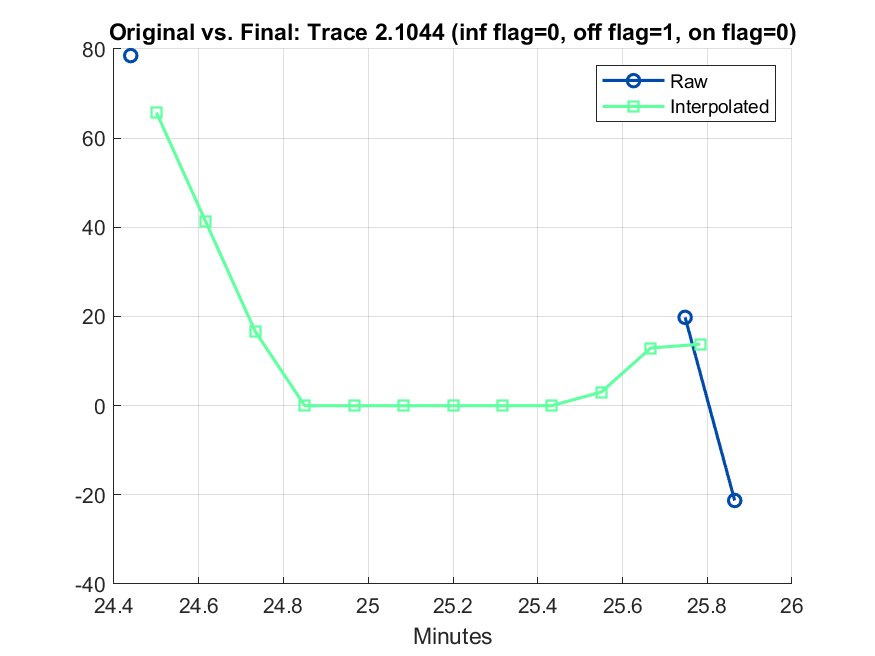 Original vs. Final: Trace 2.1044 (inf flag=0, off flag=1, on flag=0)
80
60
40
20
0
-20
-40
Raw
Interpolated
24.4 24.6 24.8 25 25.2 25.4 25.6 25.8 26
Minutes